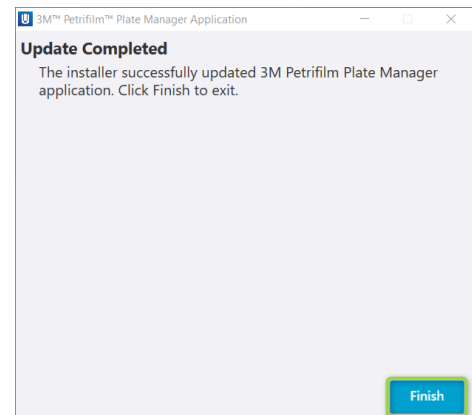 3M™ Petrifilm™ Plate Manager Application
Update Completed
The installer successfully updated 3M Petrifilm Plate Manager
application. Click Finish to exit.
Finish